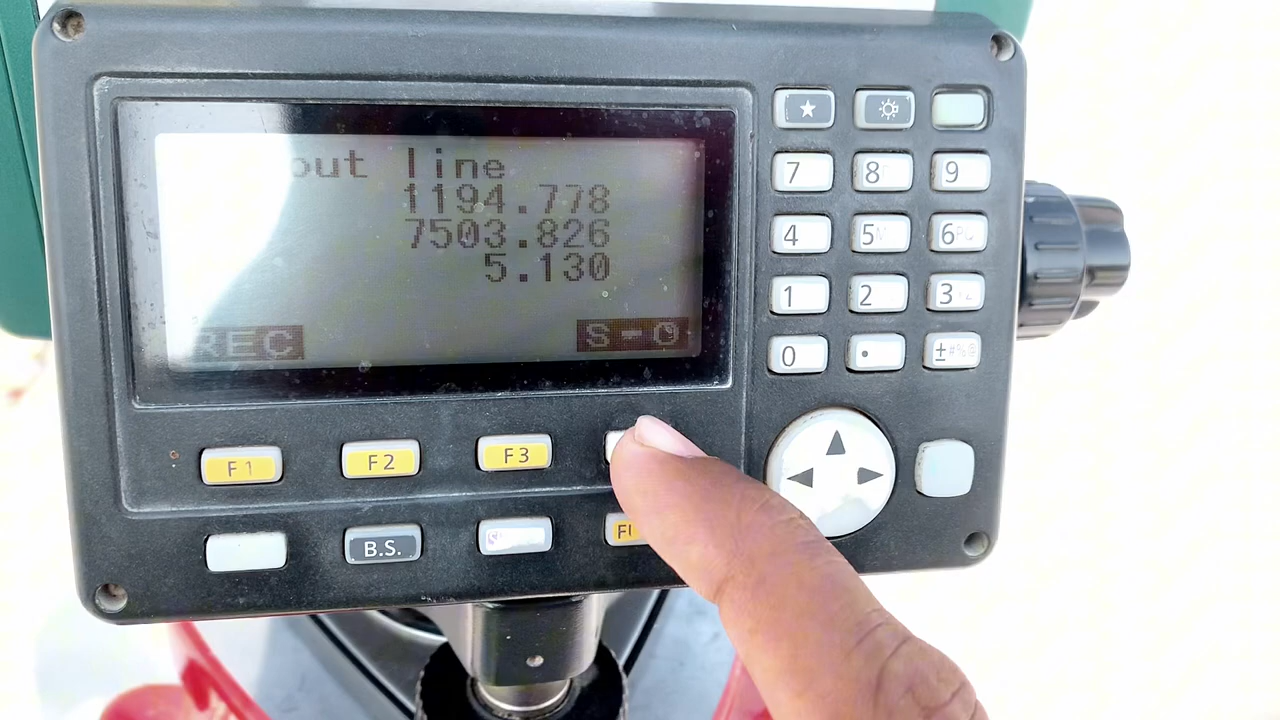 out line
1194.778
7503.826
5.130
REC S-O
★
7 8 9
4 5 6
1 2 3
0 . ±#%@
F1 F2 F3
B.S.